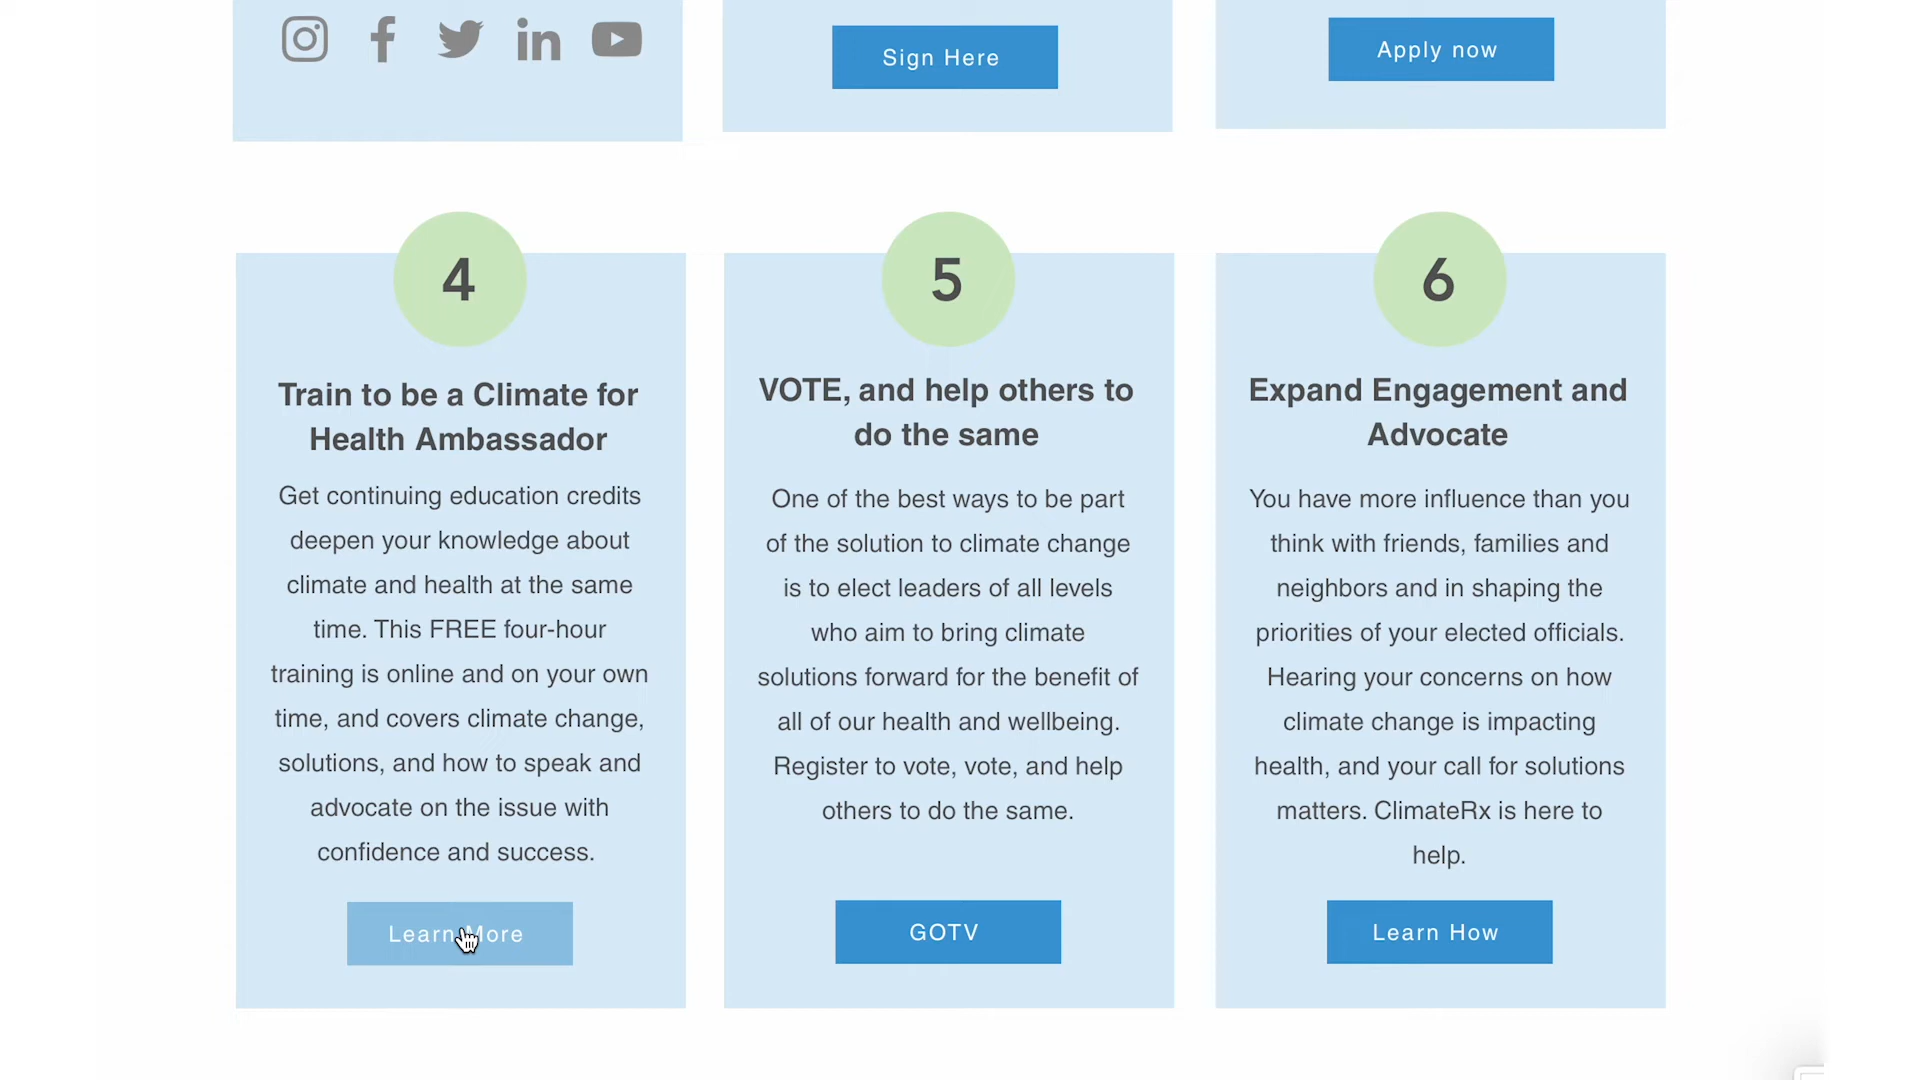 Sign Here
Apply now
4
Train to be a Climate for
Health Ambassador
Get continuing education credits
deepen your knowledge about
climate and health at the same
time. This FREE four-hour
training is online and on your own
time, and covers climate change,
solutions, and how to speak and
advocate on the issue with
confidence and success.
Learn More
5
VOTE, and help others to
do the same
One of the best ways to be part
of the solution to climate change
is to elect leaders of all levels
who aim to bring climate
solutions forward for the benefit of
all of our health and wellbeing.
Register to vote, vote, and help
others to do the same.
GOTV
6
Expand Engagement and
Advocate
You have more influence than you
think with friends, families and
neighbors and in shaping the
priorities of your elected officials.
Hearing your concerns on how
climate change is impacting
health, and your call for solutions
matters. ClimateRx is here to
help.
Learn How